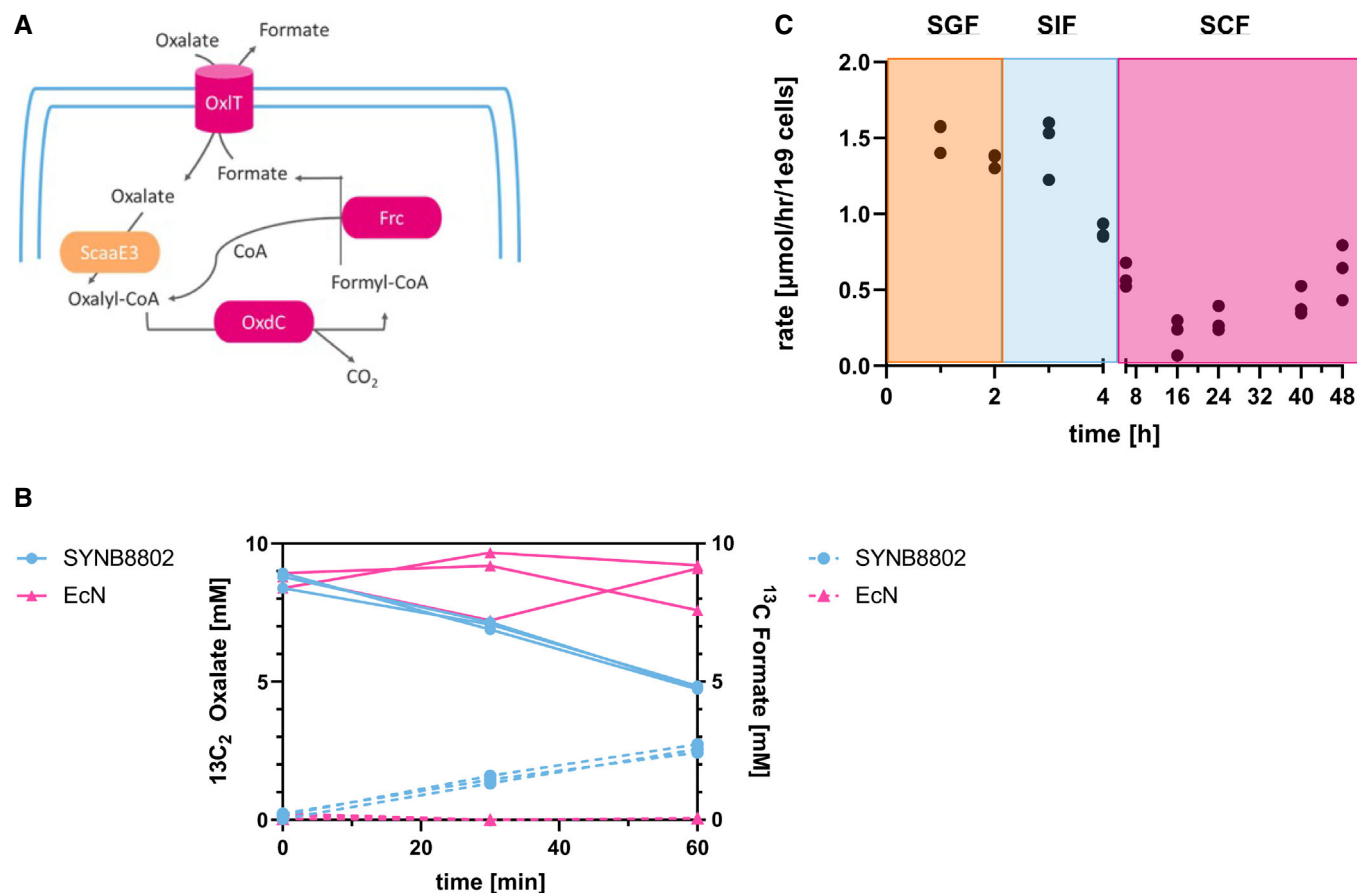 A
Oxalate
Formate
OxlT
Formate
Oxalate
Frc
ScaaE3
CoA
Oxalyl-CoA
Formyl-CoA
OxdC
CO₂
C
SGF SIF SCF
2.0
1.5
1.0
0.5
0.0
rate [µmol/hr/1e9 cells]
0 2 4 8 16 24 32 40 48
time [h]
B
SYNB8802
EcN
10
5
0
13C₂ Oxalate [mM]
10
5
0
¹³C Formate [mM]
0 20 40 60
time [min]
SYNB8802
EcN